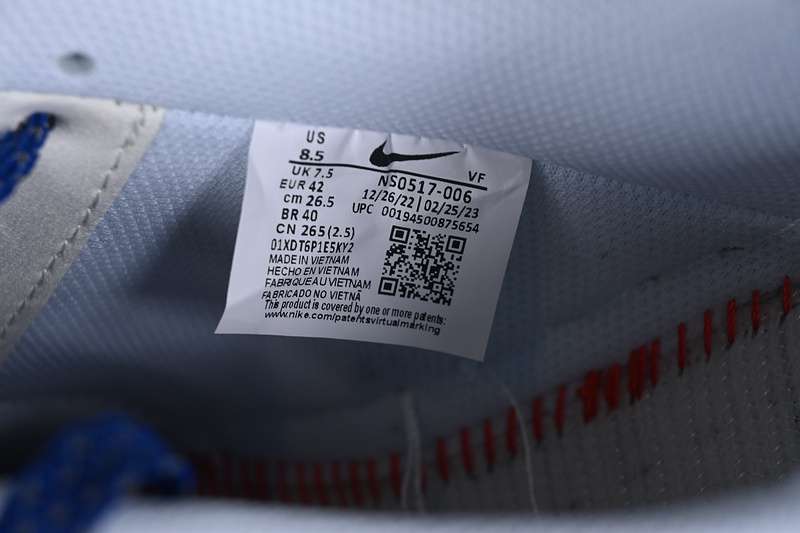 US
8.5
VF
UK 7.5
NS0517-006
EUR 42
12/26/22 | 02/25/23
cm 26.5
UPC 00194500875654
BR 40
CN 265(2.5)
01XDT6P1E5KY2
MADE IN VIETNAM
HECHO EN VIETNAM
FABRIQUE AU VIETNAM
FABRICADO NO VIETNÃ
This product is covered by one or more patents:
www.nike.com/patentsvirtualmarking